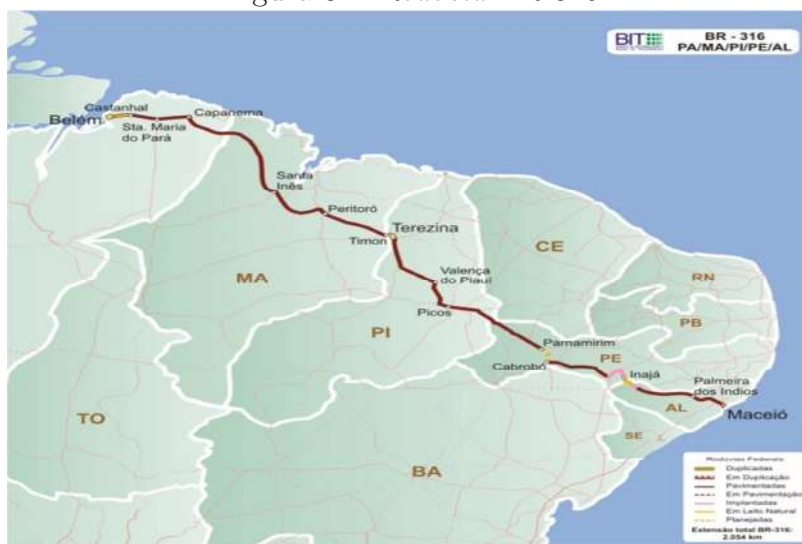 BIT
BR - 316
PA/MA/PI/PE/AL
Castanhal
Belém
Capanema
Sta. Maria
do Pará
Santa
Inês
Peritoró
Terezina
Timon
CE
RN
MA
Valença
do Piauí
PB
Picos
PI
Parnamirim
PE
Cabrobó
Inajá
Palmeira
dos Indios
AL
Maceió
TO
SE
BA
Rodovias Federais
Duplicadas
Em Duplicação
Pavimentadas
Em Pavimentação
Implantadas
Em Leito Natural
Planejadas
Extensão total BR-316:
2.054 km